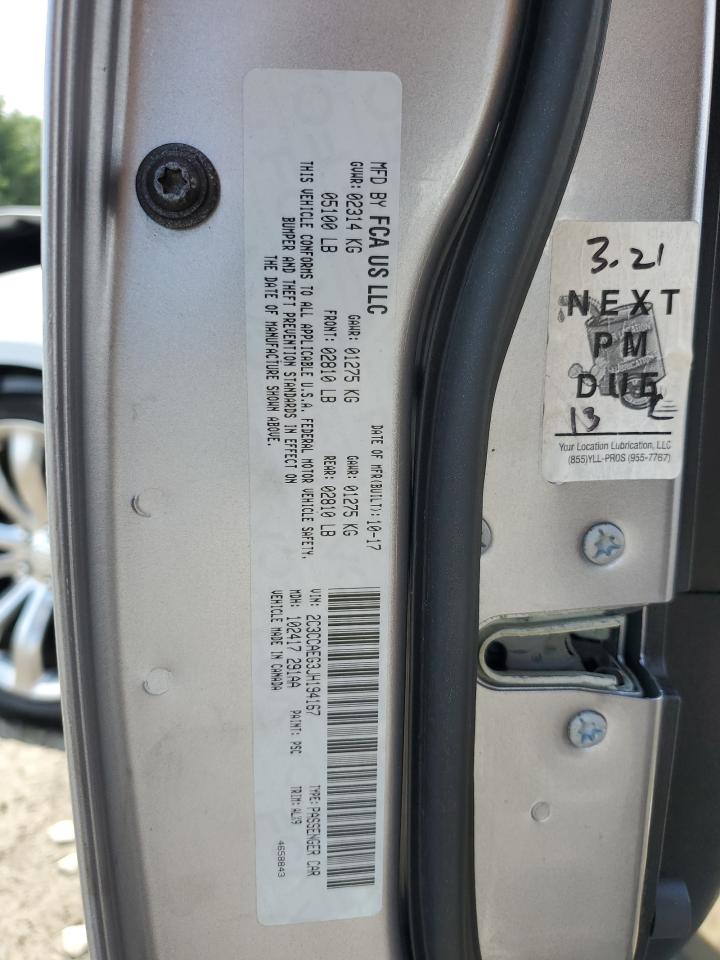 MFD BY FCA US LLC
DATE OF MFR(BUILT): 10-17
GVWR: 02314 KG GAWR: 01275 KG GAWR: 01275 KG
05100 LB FRONT: 02810 LB REAR: 02810 LB
THIS VEHICLE CONFORMS TO ALL APPLICABLE U.S.A. FEDERAL MOTOR VEHICLE SAFETY,
BUMPER AND THEFT PREVENTION STANDARDS IN EFFECT ON
THE DATE OF MANUFACTURE SHOWN ABOVE.
VIN: 2C3CCAEG3JH194167 TYPE: PASSENGER CAR
MDH: 102417 291AA PAINT: PSC TRIM: ALX9
VEHICLE MADE IN CANADA 4658843
3.21
NEXT
PM
DUE
Your Location Lubrication, LLC
(855)YLL-PROS (955-7767)